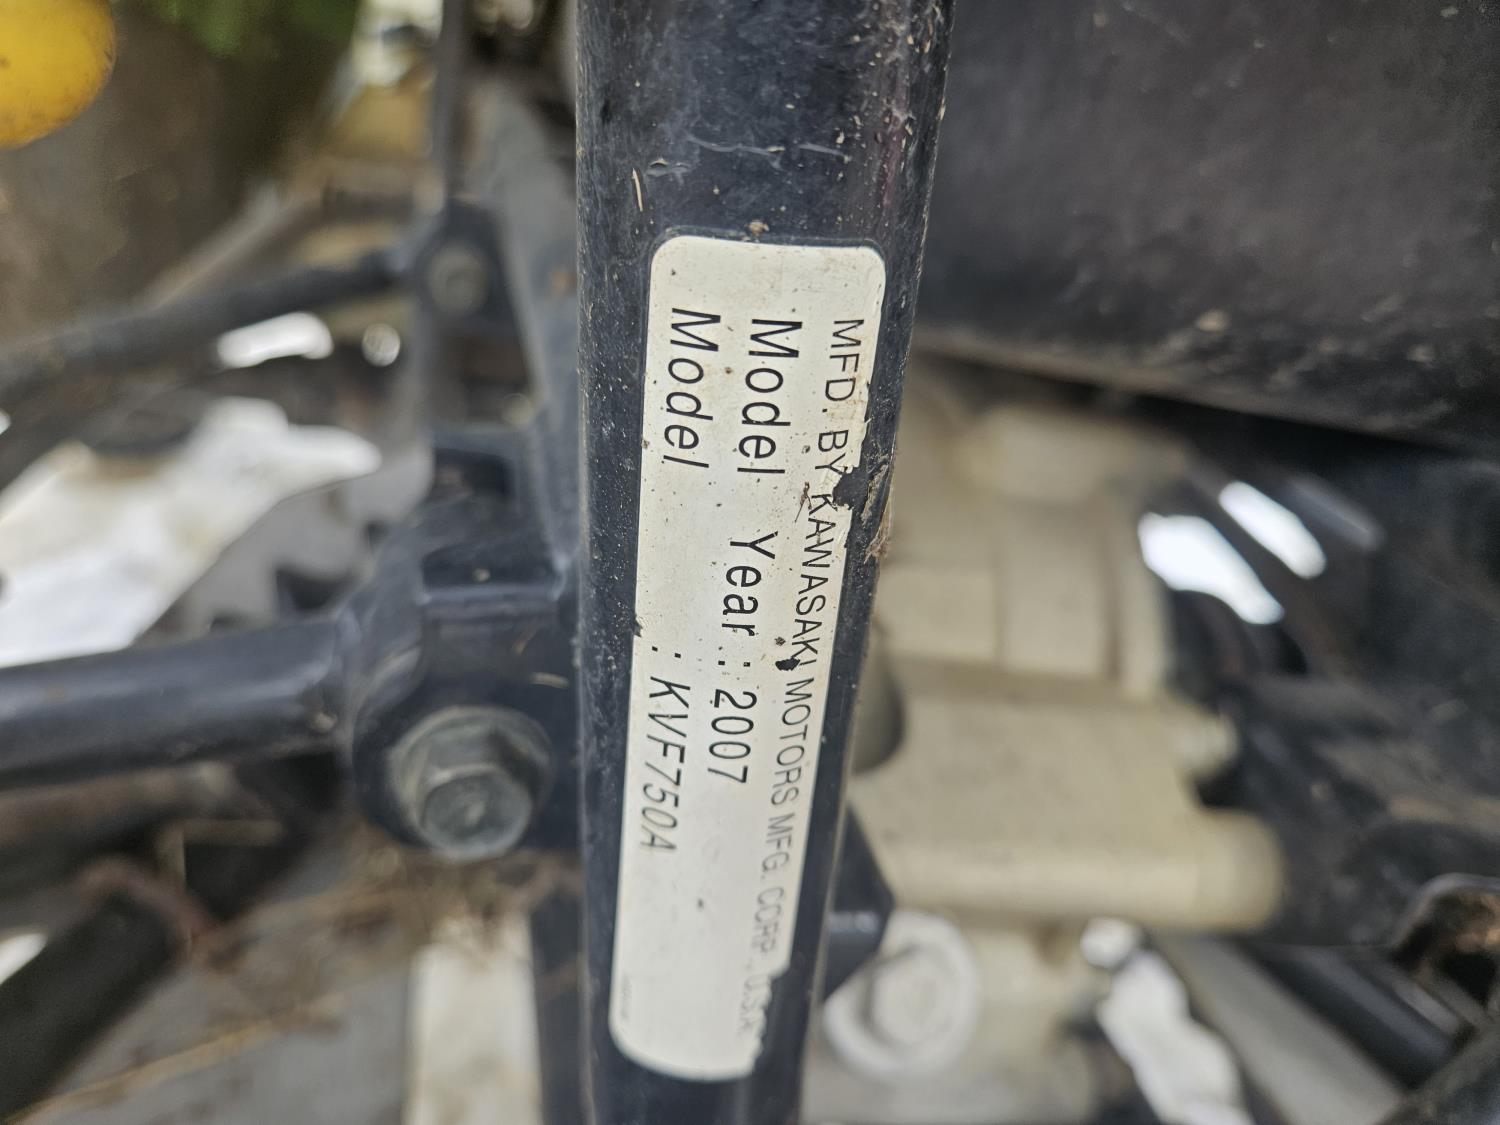 MFD. BY KAWASAKI MOTORS MFG. CORP., U.S.A.
Model Year : 2007
Model : KVF750A